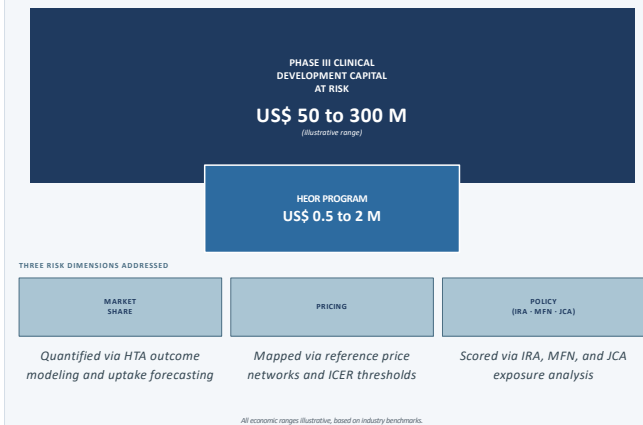 PHASE III CLINICAL
DEVELOPMENT CAPITAL
AT RISK
US$ 50 to 300 M
(illustrative range)
HEOR PROGRAM
US$ 0.5 to 2 M
THREE RISK DIMENSIONS ADDRESSED
MARKET
SHARE
PRICING
POLICY
(IRA - MFN - JCA)
Quantified via HTA outcome
modeling and uptake forecasting
Mapped via reference price
networks and ICER thresholds
Scored via IRA, MFN, and JCA
exposure analysis
All economic ranges illustrative, based on industry benchmarks.